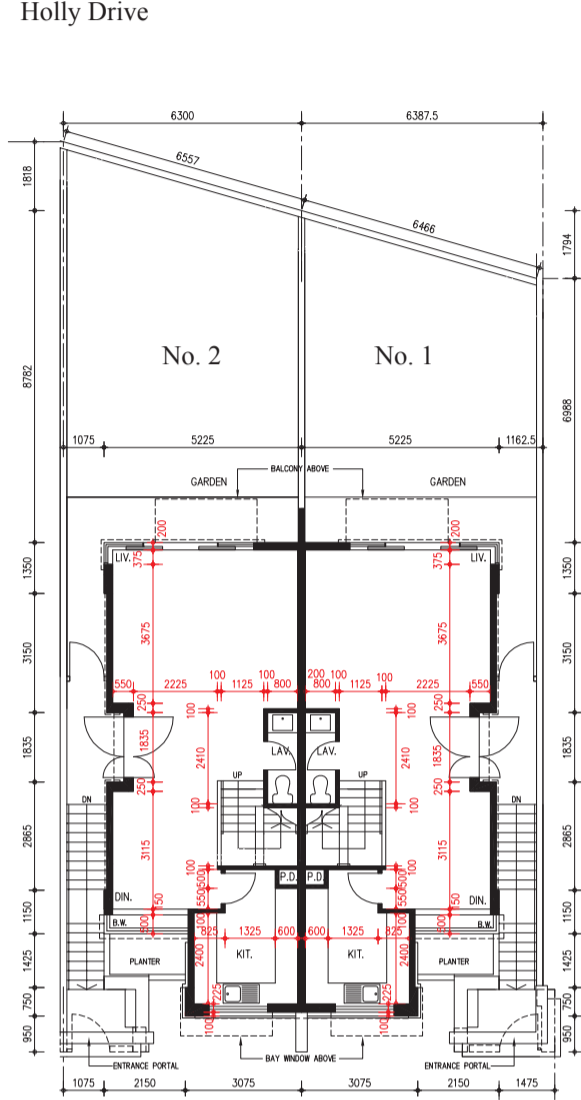 Holly Drive
6300 6387.5
6557
1818
6466
1794
No. 2 No. 1
8782
6988
1075 5225 5225 1162.5
BALCONY ABOVE
GARDEN GARDEN
200 200
1350 LIV. 375 375 LIV. 1350
3675 3675
3150 3150
100 100 200 100 100
550 2225 1125 800 800 1125 2225 550
250 100 100 250
1835 1835 LAV. LAV. 1835 1835
2410 2410
250 UP UP 250
DN 100 100 DN
2865 2865
3115 3115
100 100
500 P.D. P.D. 500
550 550
DIN. 150 150 DIN.
1150 100 100 1150
B.W. 300 300 B.W.
825 1325 600 600 1325 825
KIT. KIT.
1425 PLANTER 2400 2400 PLANTER 1425
750 225 225 750
100 100
950 950
BAY WINDOW ABOVE
ENTRANCE PORTAL ENTRANCE PORTAL
1075 2150 3075 3075 2150 1475